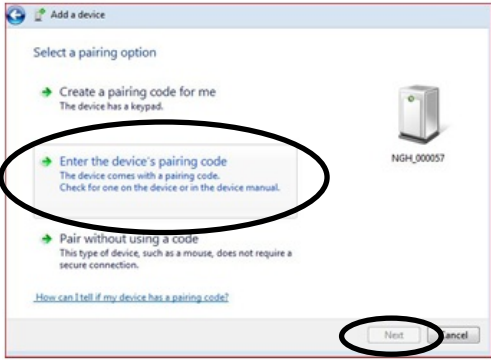 Add a device
Select a pairing option
Create a pairing code for me
The device has a keypad.
Enter the device's pairing code
The device comes with a pairing code.
Check for one on the device or in the device manual.
NGH_000057
Pair without using a code
This type of device, such as a mouse, does not require a
secure connection.
How can I tell if my device has a pairing code?
Next Cancel